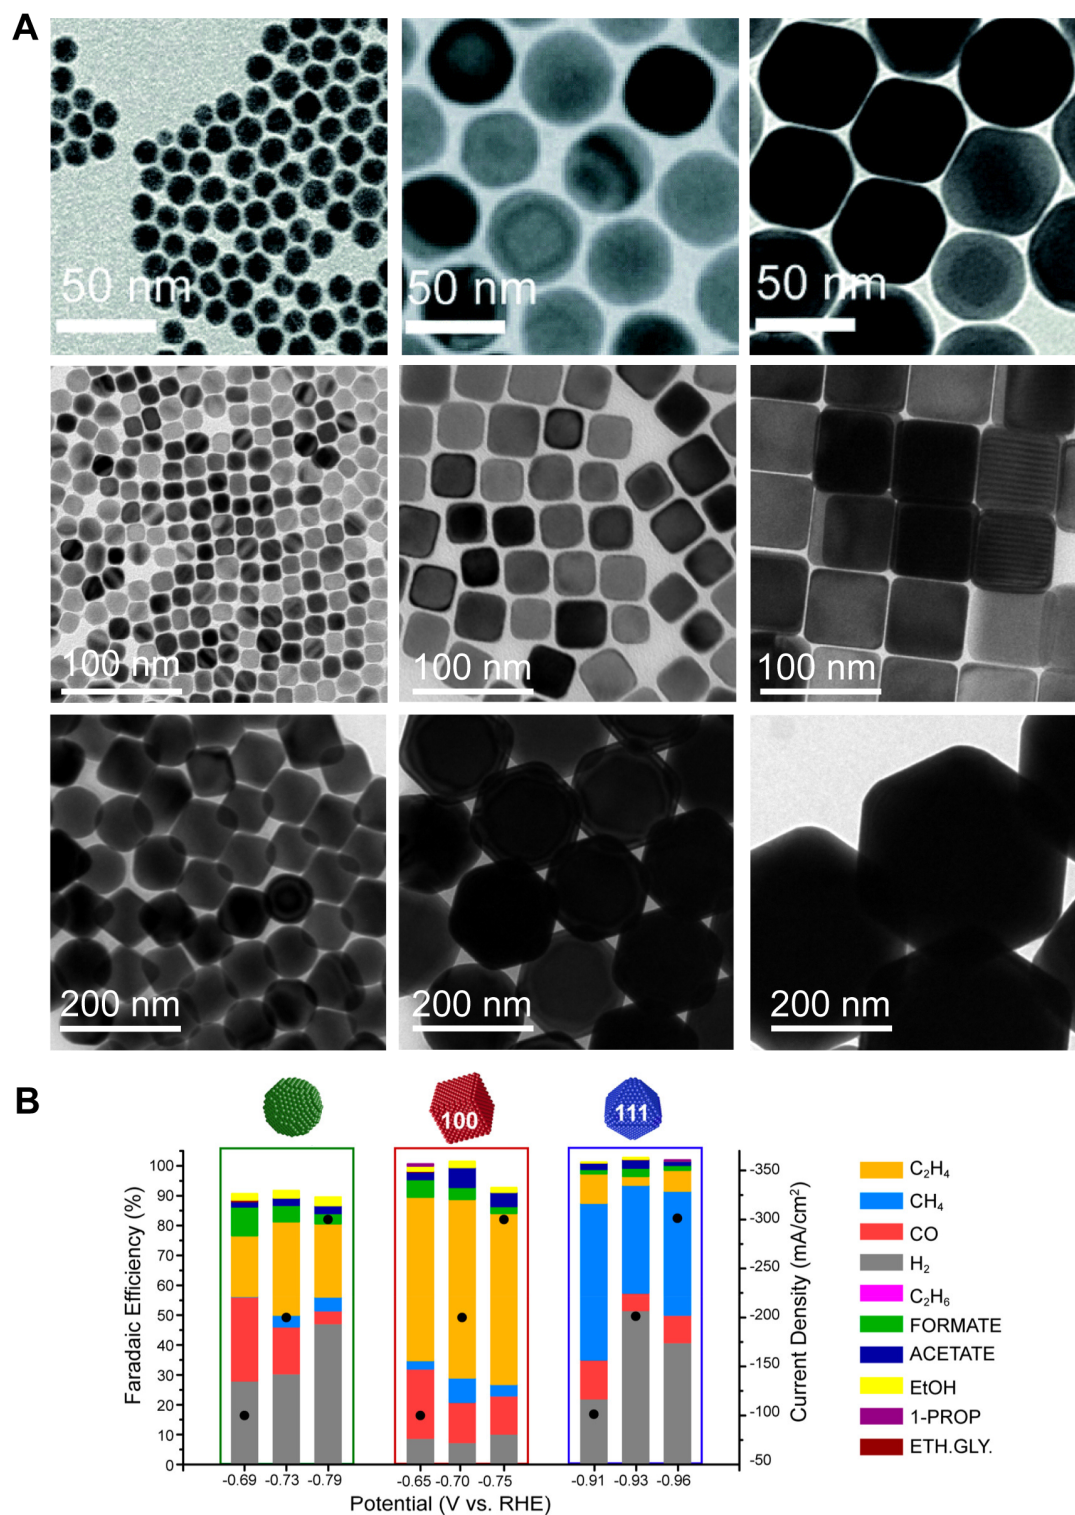 A
50 nm
50 nm
50 nm
100 nm
100 nm
100 nm
200 nm
200 nm
200 nm
B
100
111
Faradaic Efficiency (%)
100
90
80
70
60
50
40
30
20
10
0
-350
-300
-250
-200
-150
-100
-50
Current Density (mA/cm²)
-0.69 -0.73 -0.79 -0.65 -0.70 -0.75 -0.91 -0.93 -0.96
Potential (V vs. RHE)
C₂H₄
CH₄
CO
H₂
C₂H₆
FORMATE
ACETATE
EtOH
1-PROP
ETH.GLY.